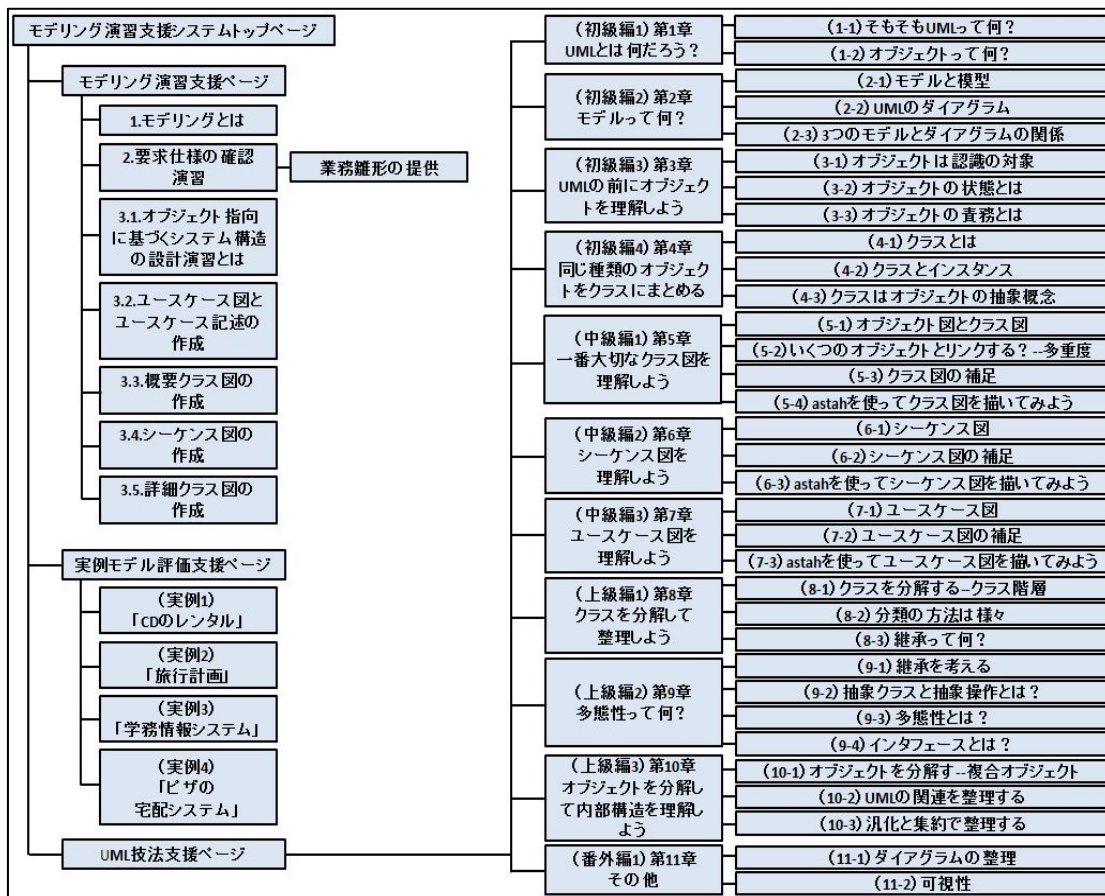 モデリング演習支援システムトップページ
モデリング演習支援ページ
1.モデリングとは
2.要求仕様の確認
演習
業務雛形の提供
3.1.オブジェクト指向
に基づくシステム構造
の設計演習とは
3.2.ユースケース図と
ユースケース記述の
作成
3.3.概要クラス図の
作成
3.4.シーケンス図の
作成
3.5.詳細クラス図の
作成
実例モデル評価支援ページ
(実例1)
「CDのレンタル」
(実例2)
「旅行計画」
(実例3)
「学務情報システム」
(実例4)
「ピザの
宅配システム」
UML技法支援ページ
(初級編1)第1章
UMLとは何だろう?
(1-1)そもそもUMLって何?
(1-2)オブジェクトって何?
(初級編2)第2章
モデルって何?
(2-1)モデルと模型
(2-2)UMLのダイアグラム
(2-3)3つのモデルとダイアグラムの関係
(初級編3)第3章
UMLの前にオブジェク
トを理解しよう
(3-1)オブジェクトは認識の対象
(3-2)オブジェクトの状態とは
(3-3)オブジェクトの責務とは
(初級編4)第4章
同じ種類のオブジェク
トをクラスにまとめる
(4-1)クラスとは
(4-2)クラスとインスタンス
(4-3)クラスはオブジェクトの抽象概念
(中級編1)第5章
一番大切なクラス図を
理解しよう
(5-1)オブジェクト図とクラス図
(5-2)いくつのオブジェクトとリンクする?--多重度
(5-3)クラス図の補足
(5-4)astahを使ってクラス図を描いてみよう
(中級編2)第6章
シーケンス図を
理解しよう
(6-1)シーケンス図
(6-2)シーケンス図の補足
(6-3)astahを使ってシーケンス図を描いてみよう
(中級編3)第7章
ユースケース図を
理解しよう
(7-1)ユースケース図
(7-2)ユースケース図の補足
(7-3)astahを使ってユースケース図を描いてみよう
(上級編1)第8章
クラスを分解して
整理しよう
(8-1)クラスを分解する--クラス階層
(8-2)分類の方法は様々
(8-3)継承って何?
(上級編2)第9章
多態性って何?
(9-1)継承を考える
(9-2)抽象クラスと抽象操作とは?
(9-3)多態性とは?
(9-4)インタフェースとは?
(上級編3)第10章
オブジェクトを分解し
て内部構造を理解し
よう
(10-1)オブジェクトを分解す--複合オブジェクト
(10-2)UMLの関連を整理する
(10-3)汎化と集約で整理する
(番外編1)第11章
その他
(11-1)ダイアグラムの整理
(11-2)可視性